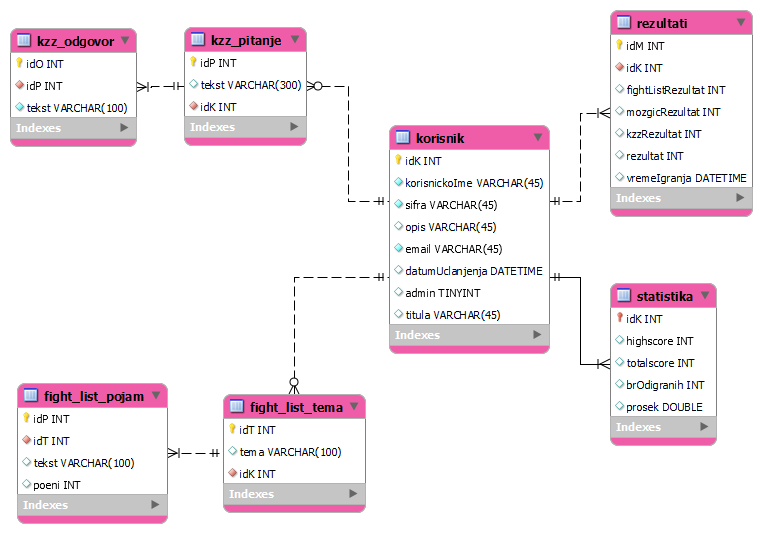 kzz_odgovor
idO INT
idP INT
tekst VARCHAR(100)
Indexes
kzz_pitanje
idP INT
tekst VARCHAR(300)
idK INT
Indexes
korisnik
idK INT
korisnickoIme VARCHAR(45)
sifra VARCHAR(45)
opis VARCHAR(45)
email VARCHAR(45)
datumUclanjenja DATETIME
admin TINYINT
titula VARCHAR(45)
Indexes
rezultati
idM INT
idK INT
fightListRezultat INT
mozgicRezultat INT
kzzRezultat INT
rezultat INT
vremeIgranja DATETIME
Indexes
statistika
idK INT
highscore INT
totalscore INT
brOdigranih INT
prosek DOUBLE
Indexes
fight_list_pojam
idP INT
idT INT
tekst VARCHAR(100)
poeni INT
Indexes
fight_list_tema
idT INT
tema VARCHAR(100)
idK INT
Indexes